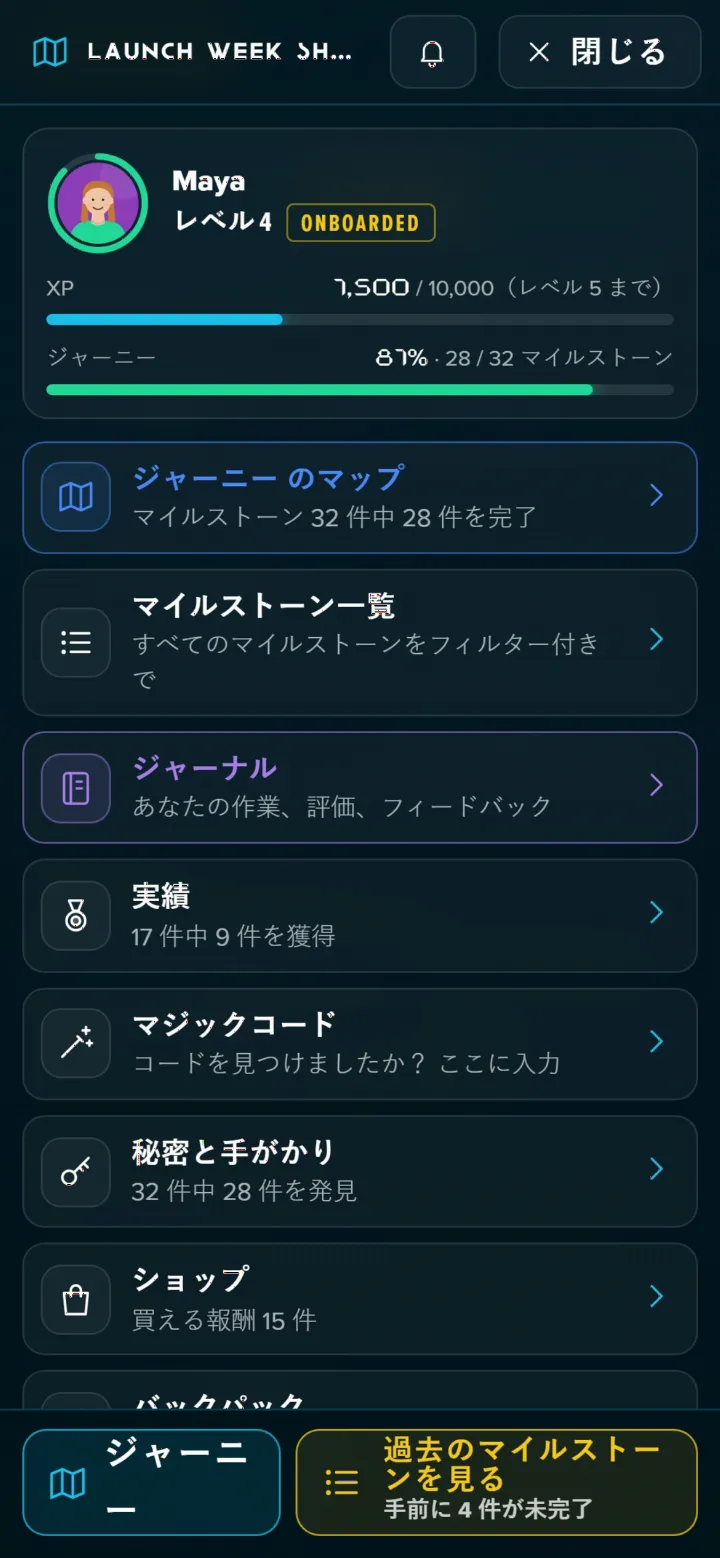 LAUNCH WEEK SH...
閉じる
Maya
レベル 4 ONBOARDED
XP 7,500 / 10,000（レベル 5 まで）
ジャーニー 87% · 28 / 32 マイルストーン
ジャーニー のマップ
マイルストーン 32 件中 28 件を完了
マイルストーン一覧
すべてのマイルストーンをフィルター付き
で
ジャーナル
あなたの作業、評価、フィードバック
実績
17 件中 9 件を獲得
マジックコード
コードを見つけましたか？ ここに入力
秘密と手がかり
32 件中 28 件を発見
ショップ
買える報酬 15 件
バックパック
ジャーニ
ー
過去のマイルストー
ンを見る
手前に 4 件が未完了